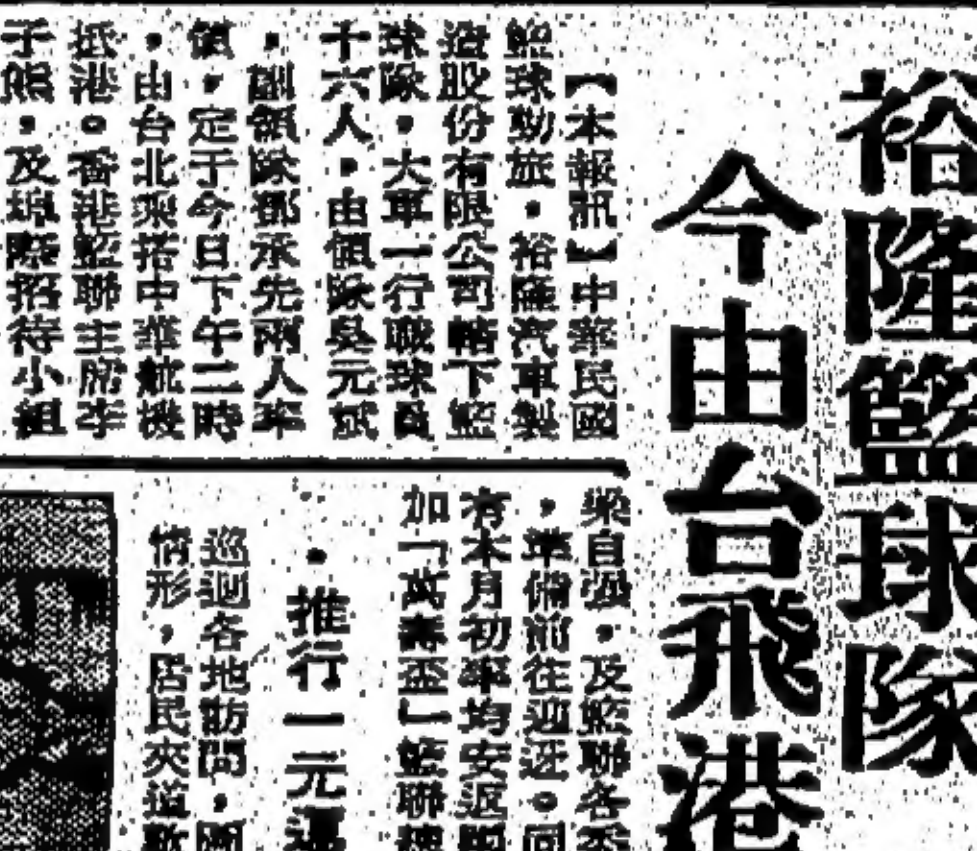 裕隆籃球隊
今由台飛港
【本報訊】中華民國
籃球勁旅，裕隆汽車製
造股份有限公司轄下籃
球隊，大軍一行職球員
十六人，由領隊吳元
，副領隊鄧承先兩人率
領，定于今日下午二時
，由台北乘搭中華航機
抵港。香港籃聯主席李
子照，及埠際招待小組
梁自強，及籃聯各委
，準備前往迎迓。同
有本月初率均安返國
加「萬壽盃」籃聯
·推行一元
巡迴各地訪問，
情形，居民夾道歡